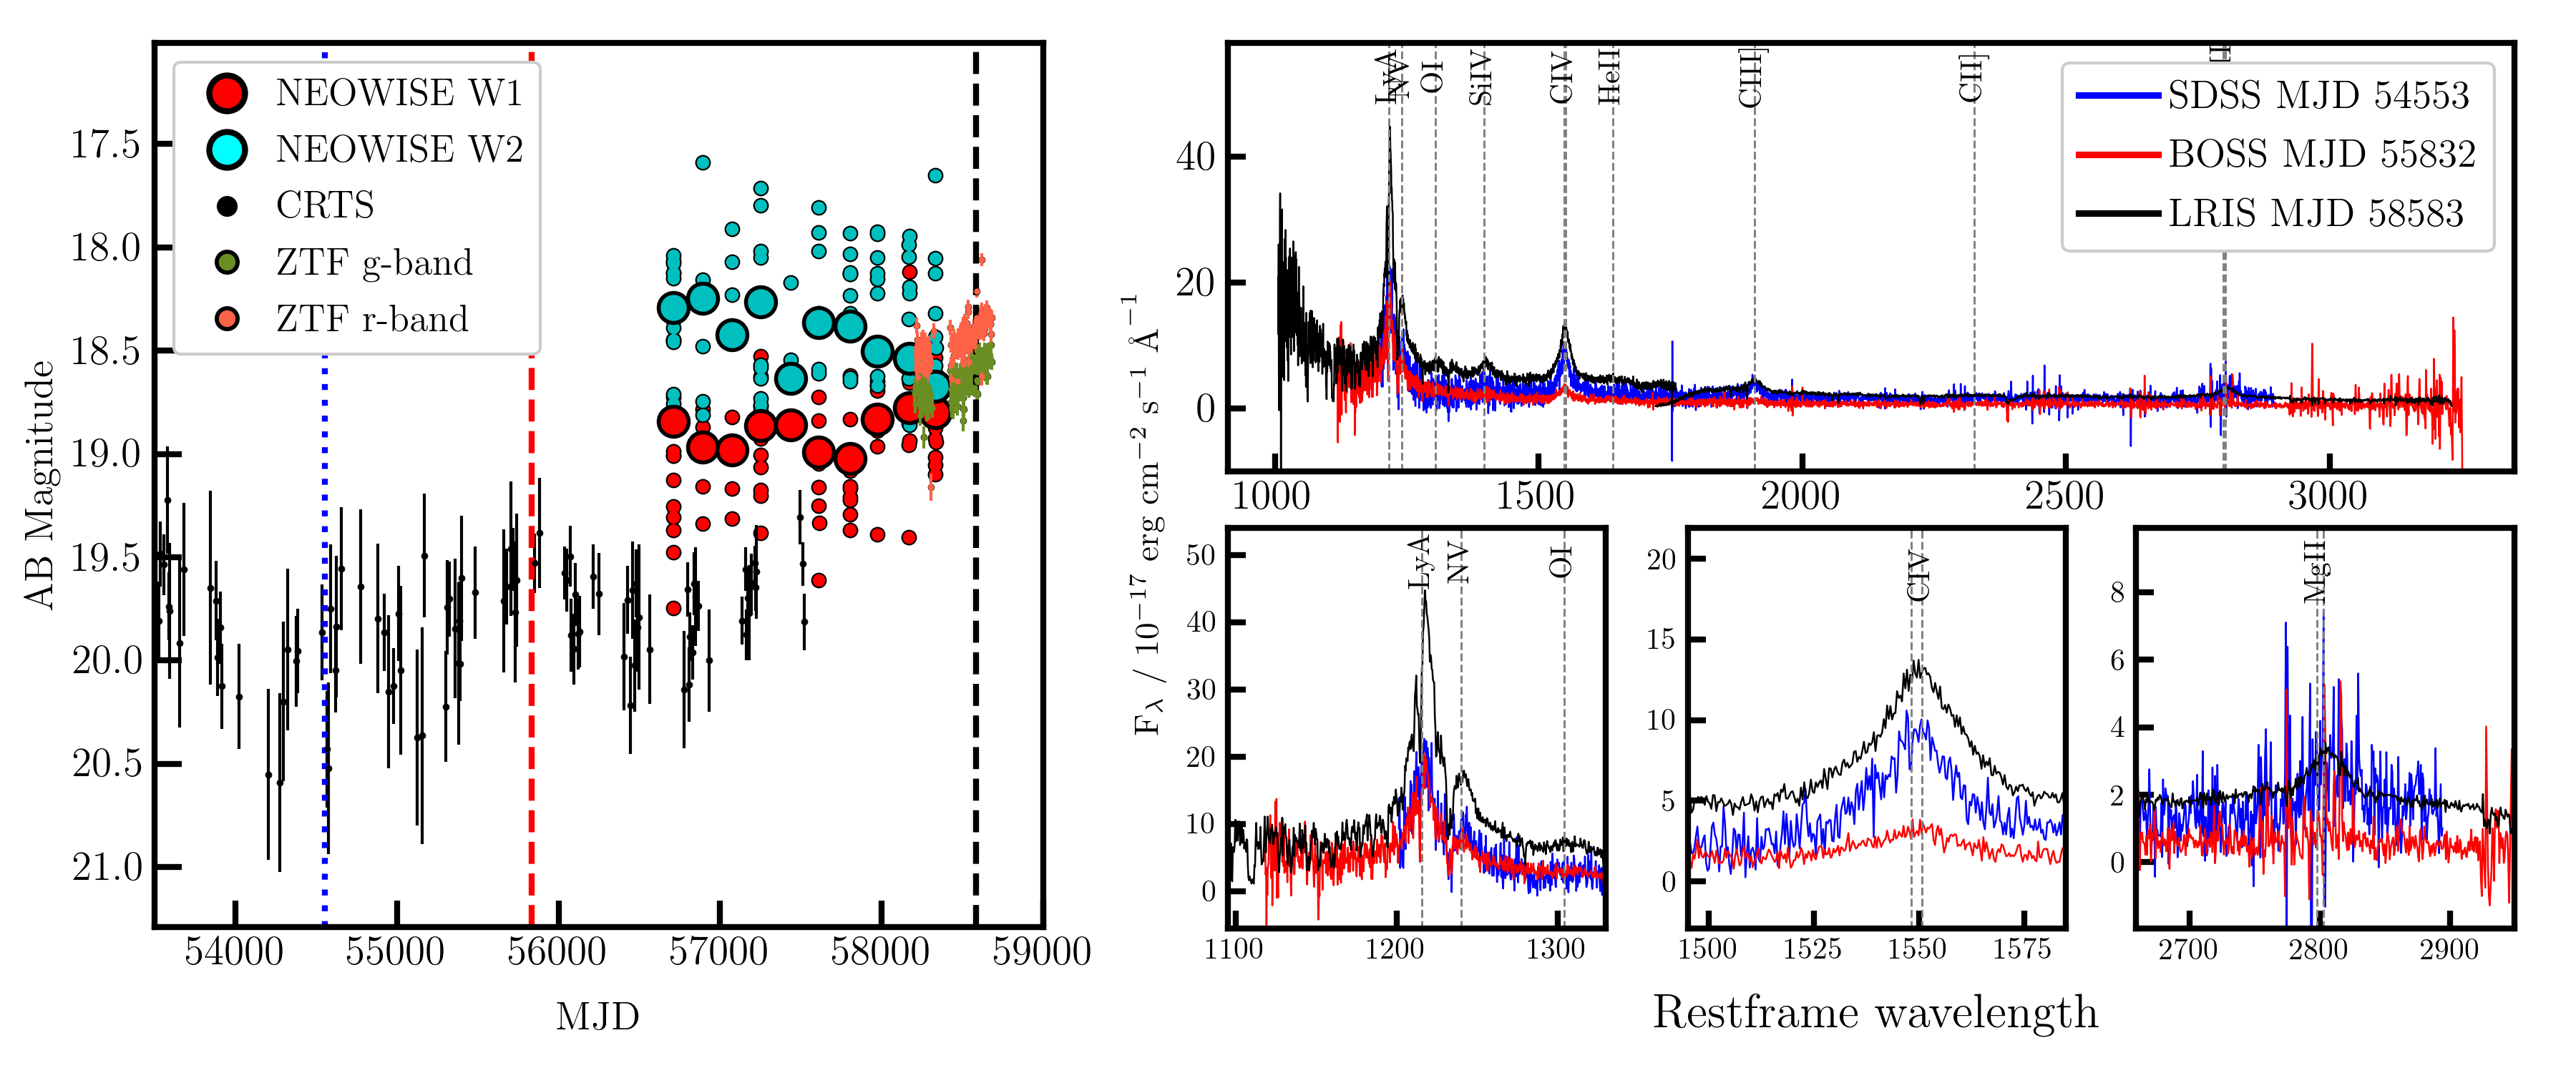 NEOWISE W1
NEOWISE W2
CRTS
ZTF g-band
ZTF r-band
17.5
18.0
18.5
19.0
19.5
20.0
20.5
21.0
AB Magnitude
54000 55000 56000 57000 58000 59000
MJD
LyA NV OI SiIV CIV HeII CIII] CII]
SDSS MJD 54553
BOSS MJD 55832
LRIS MJD 58583
40
20
0
1000 1500 2000 2500 3000
Fλ / 10⁻¹⁷ erg cm⁻² s⁻¹ Å⁻¹
LyA NV OI
50
40
30
20
10
0
1100 1200 1300
CIV
20
15
10
5
0
1500 1525 1550 1575
MgII
8
6
4
2
0
2700 2800 2900
Restframe wavelength